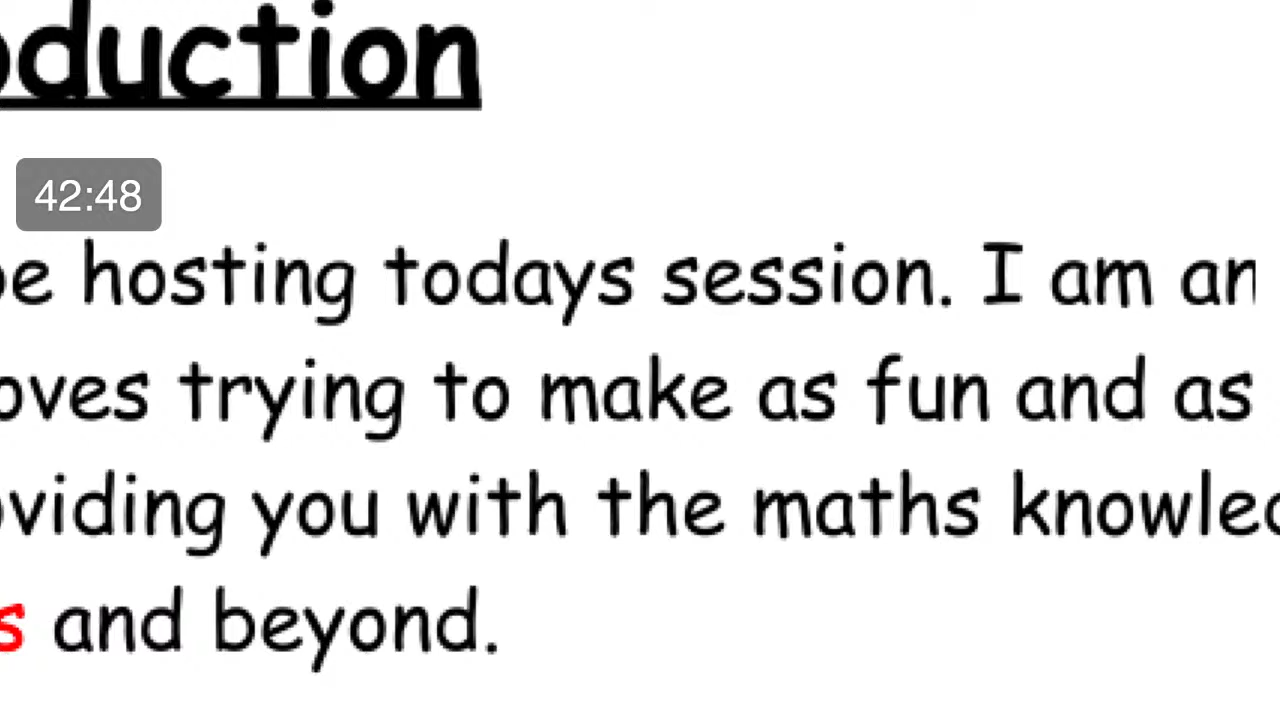 oduction
42:48
be hosting todays session. I am an
oves trying to make as fun and as
oviding you with the maths knowled
s and beyond.